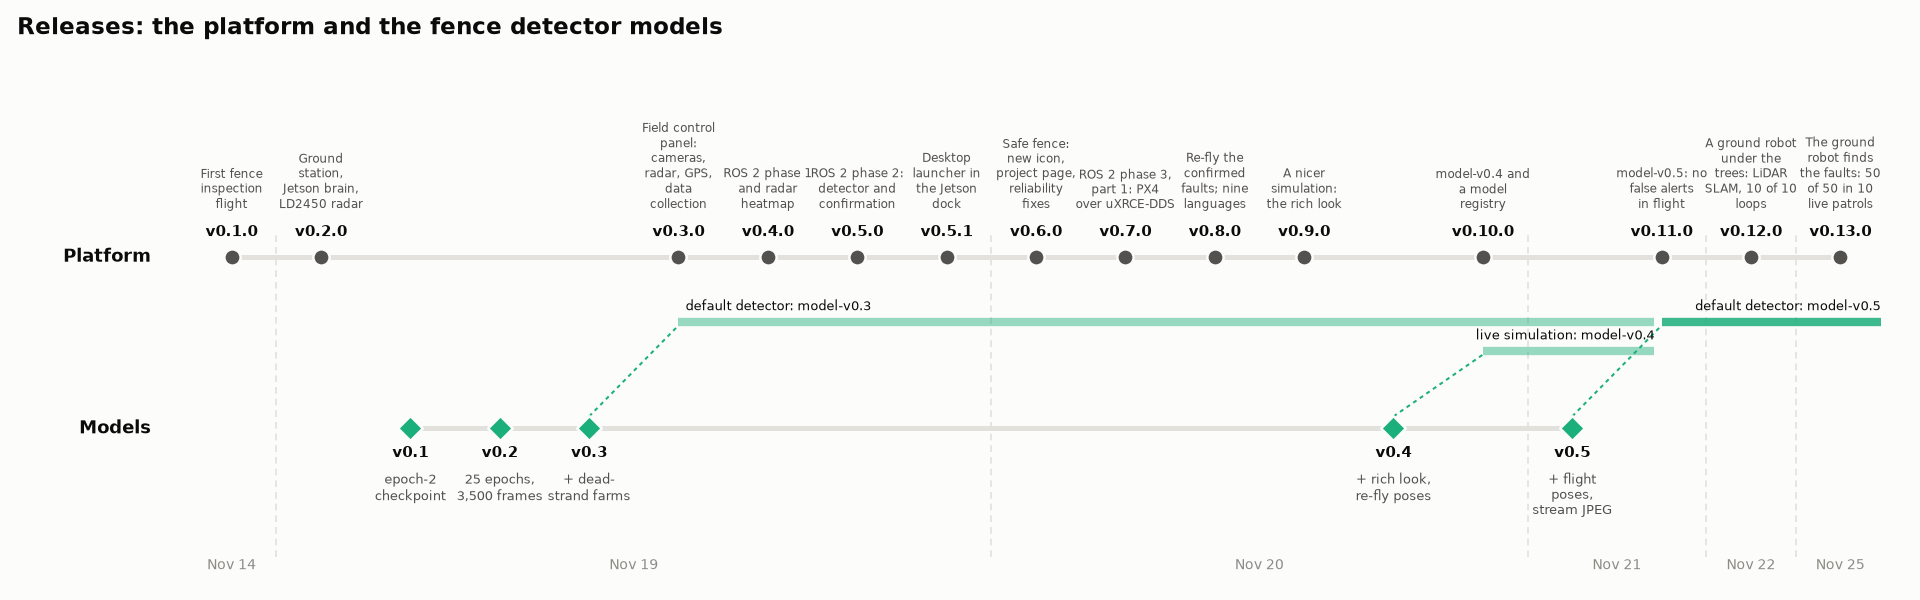 Releases: the platform and the fence detector models
First fence
inspection
flight
v0.1.0
Ground
station,
Jetson brain,
LD2450 radar
v0.2.0
Field control
panel:
cameras,
radar, GPS,
data
collection
v0.3.0
ROS 2 phase 1
and radar
heatmap
v0.4.0
ROS 2 phase 2:
detector and
confirmation
v0.5.0
Desktop
launcher in
the Jetson
dock
v0.5.1
Safe fence:
new icon,
project page,
reliability
fixes
v0.6.0
ROS 2 phase 3,
part 1: PX4
over uXRCE-DDS
v0.7.0
Re-fly the
confirmed
faults; nine
languages
v0.8.0
A nicer
simulation:
the rich look
v0.9.0
model-v0.4 and
a model
registry
v0.10.0
model-v0.5: no
false alerts
in flight
v0.11.0
A ground robot
under the
trees: LiDAR
SLAM, 10 of 10
loops
v0.12.0
The ground
robot finds
the faults: 50
of 50 in 10
live patrols
v0.13.0
Platform
default detector: model-v0.3
default detector: model-v0.5
live simulation: model-v0.4
Models
v0.1
epoch-2
checkpoint
v0.2
25 epochs,
3,500 frames
v0.3
+ dead-
strand farms
v0.4
+ rich look,
re-fly poses
v0.5
+ flight
poses,
stream JPEG
Nov 14
Nov 19
Nov 20
Nov 21
Nov 22
Nov 25